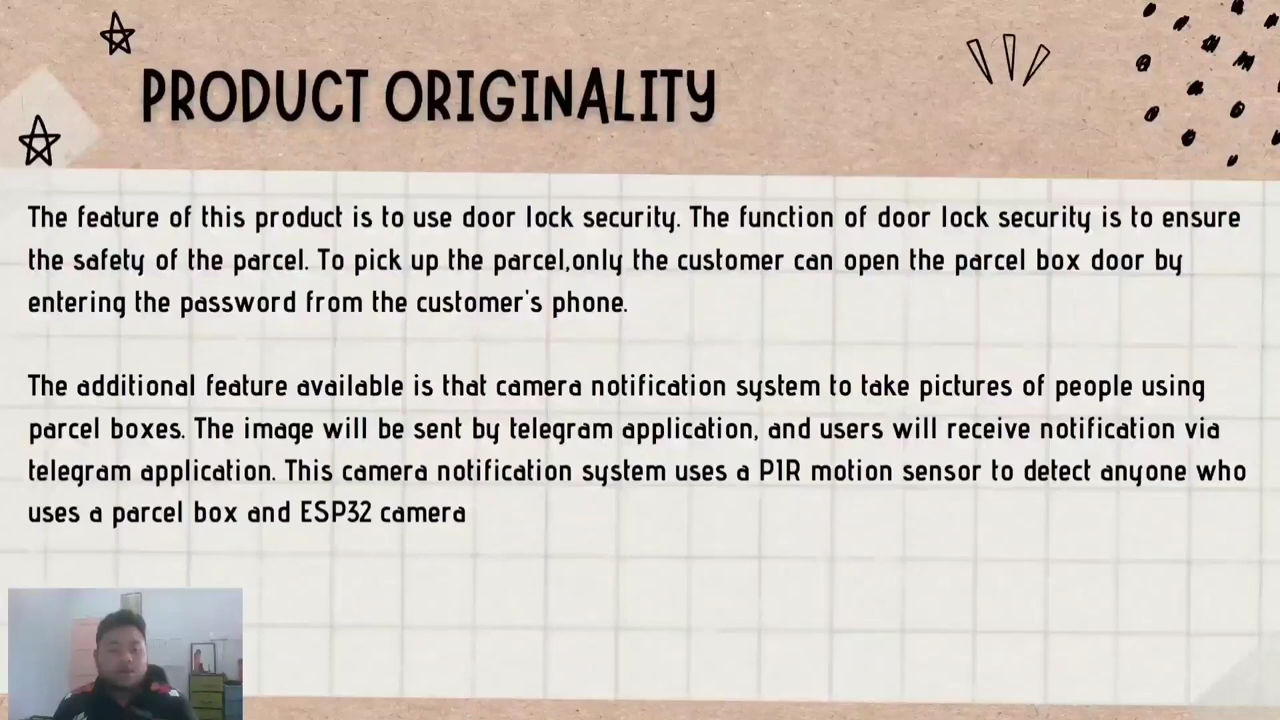 PRODUCT ORIGINALITY
The feature of this product is to use door lock security. The function of door lock security is to ensure
the safety of the parcel. To pick up the parcel,only the customer can open the parcel box door by
entering the password from the customer's phone.
The additional feature available is that camera notification system to take pictures of people using
parcel boxes. The image will be sent by telegram application, and users will receive notification via
telegram application. This camera notification system uses a PIR motion sensor to detect anyone who
uses a parcel box and ESP32 camera